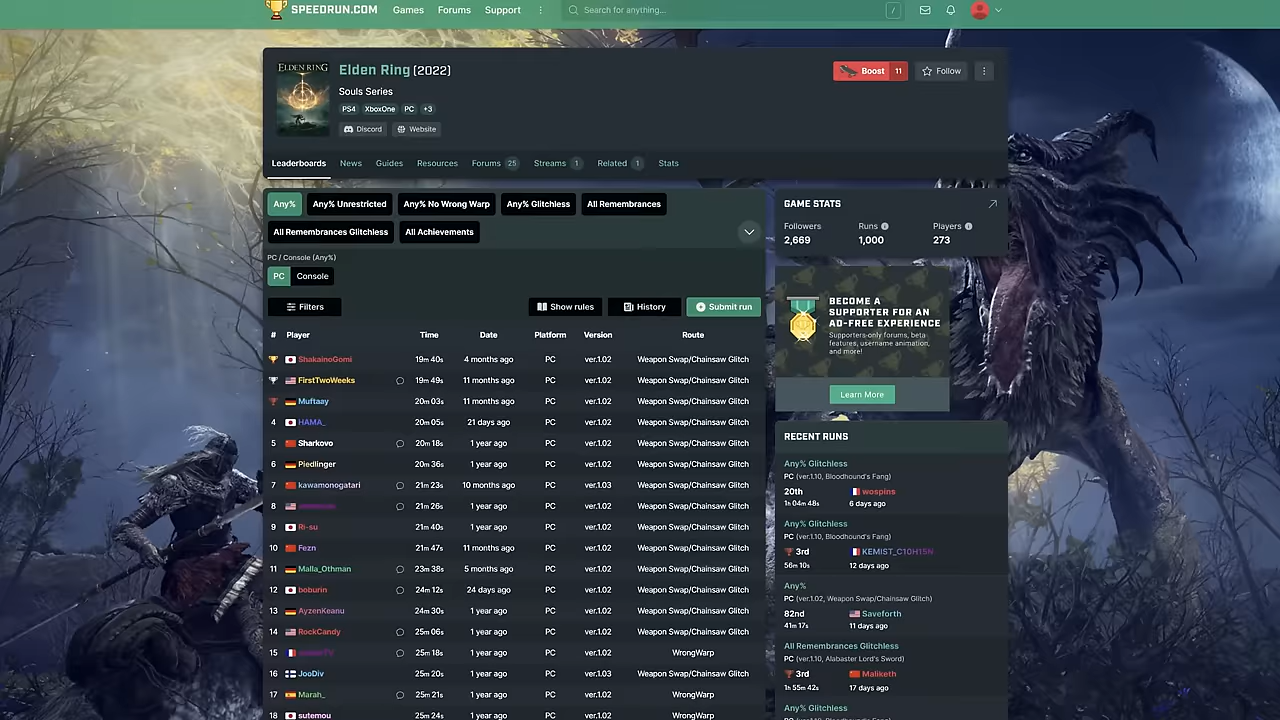 SPEEDRUN.COM Games Forums Support Search for anything... /
ELDEN RING
Elden Ring [2022]
Souls Series
PS4 XboxOne PC +3
Discord Website
Boost 11 Follow
Leaderboards News Guides Resources Forums 25 Streams 1 Related 1 Stats
Any% Any% Unrestricted Any% No Wrong Warp Any% Glitchless All Remembrances
All Remembrances Glitchless All Achievements
PC / Console (Any%)
PC Console
Filters Show rules History Submit run
# Player Time Date Platform Version Route
ShakainoGomi 19m 40s 4 months ago PC ver.1.02 Weapon Swap/Chainsaw Glitch
FirstTwoWeeks 19m 49s 11 months ago PC ver.1.02 Weapon Swap/Chainsaw Glitch
Muftaay 20m 03s 11 months ago PC ver.1.02 Weapon Swap/Chainsaw Glitch
4 HAMA_ 20m 05s 21 days ago PC ver.1.02 Weapon Swap/Chainsaw Glitch
5 Sharkovo 20m 18s 1 year ago PC ver.1.02 Weapon Swap/Chainsaw Glitch
6 Piedlinger 20m 36s 1 year ago PC ver.1.02 Weapon Swap/Chainsaw Glitch
7 kawamonogatari 21m 23s 10 months ago PC ver.1.03 Weapon Swap/Chainsaw Glitch
8 21m 26s 1 year ago PC ver.1.02 Weapon Swap/Chainsaw Glitch
9 Ri-su 21m 40s 1 year ago PC ver.1.02 Weapon Swap/Chainsaw Glitch
10 Fezn 21m 47s 11 months ago PC ver.1.02 Weapon Swap/Chainsaw Glitch
11 Malla_Othman 23m 38s 5 months ago PC ver.1.02 Weapon Swap/Chainsaw Glitch
12 boburin 24m 12s 24 days ago PC ver.1.02 Weapon Swap/Chainsaw Glitch
13 AyzenKeanu 24m 30s 1 year ago PC ver.1.02 Weapon Swap/Chainsaw Glitch
14 RockCandy 25m 06s 1 year ago PC ver.1.02 Weapon Swap/Chainsaw Glitch
15 25m 18s 1 year ago PC ver.1.02 WrongWarp
16 JooDiv 25m 20s 1 year ago PC ver.1.03 Weapon Swap/Chainsaw Glitch
17 Marah_ 25m 21s 1 year ago PC ver.1.02 WrongWarp
18 sutemou 25m 24s 1 year ago PC ver.1.02 WrongWarp
GAME STATS
Followers Runs Players
2,669 1,000 273
BECOME A
SUPPORTER FOR AN
AD-FREE EXPERIENCE
Supporters-only forums, beta
features, username animation,
and more!
Learn More
RECENT RUNS
Any% Glitchless
PC (ver.1.10, Bloodhound's Fang)
20th wospins
1h 04m 48s 6 days ago
Any% Glitchless
PC (ver.1.10, Bloodhound's Fang)
3rd KEMIST_C10H15N
56m 10s 12 days ago
Any%
PC (ver.1.02, Weapon Swap/Chainsaw Glitch)
82nd Saveforth
41m 17s 11 days ago
All Remembrances Glitchless
PC (ver.1.10, Alabaster Lord's Sword)
3rd Maliketh
1h 55m 42s 17 days ago
Any% Glitchless